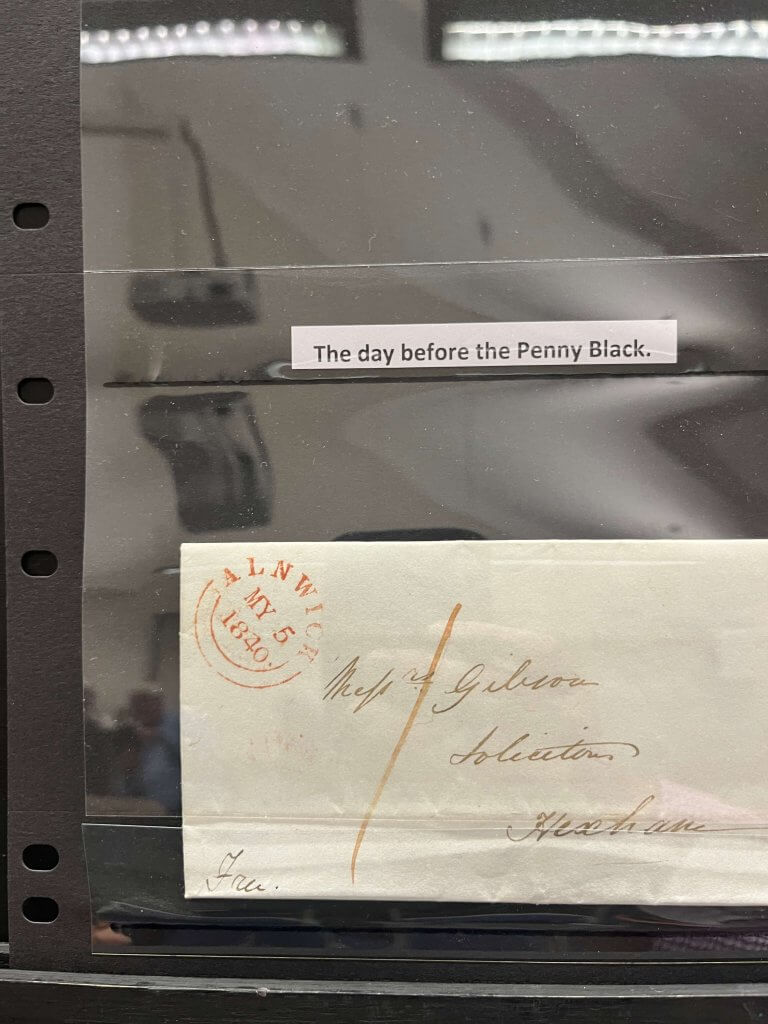 The day before the Penny Black.
ALNWICK
MY 5
1840.
Messrs Gibson
Solicitors
Hexham
Free.